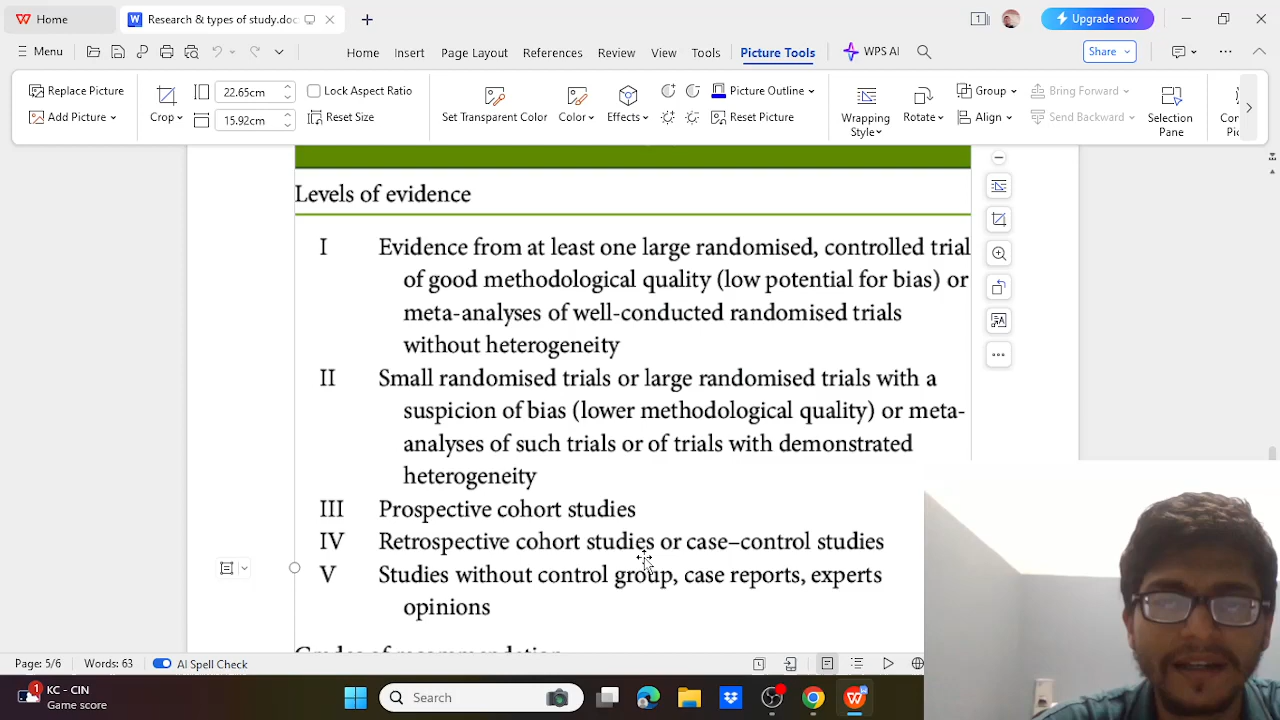 Home
Research & types of study.doc
1
Upgrade now
Menu
Home
Insert
Page Layout
References
Review
View
Tools
Picture Tools
WPS AI
Share
Replace Picture
Add Picture
Crop
22.65cm
15.92cm
Lock Aspect Ratio
Reset Size
Set Transparent Color
Color
Effects
Picture Outline
Reset Picture
Wrapping
Style
Rotate
Group
Align
Bring Forward
Send Backward
Selection
Pane
Levels of evidence
I Evidence from at least one large randomised, controlled trial
of good methodological quality (low potential for bias) or
meta-analyses of well-conducted randomised trials
without heterogeneity
II Small randomised trials or large randomised trials with a
suspicion of bias (lower methodological quality) or meta-
analyses of such trials or of trials with demonstrated
heterogeneity
III Prospective cohort studies
IV Retrospective cohort studies or case–control studies
V Studies without control group, case reports, experts
opinions
Grades of recommendation
Page: 5/6
Words: 63
AI Spell Check
1
KC - CIN
Game score
Search